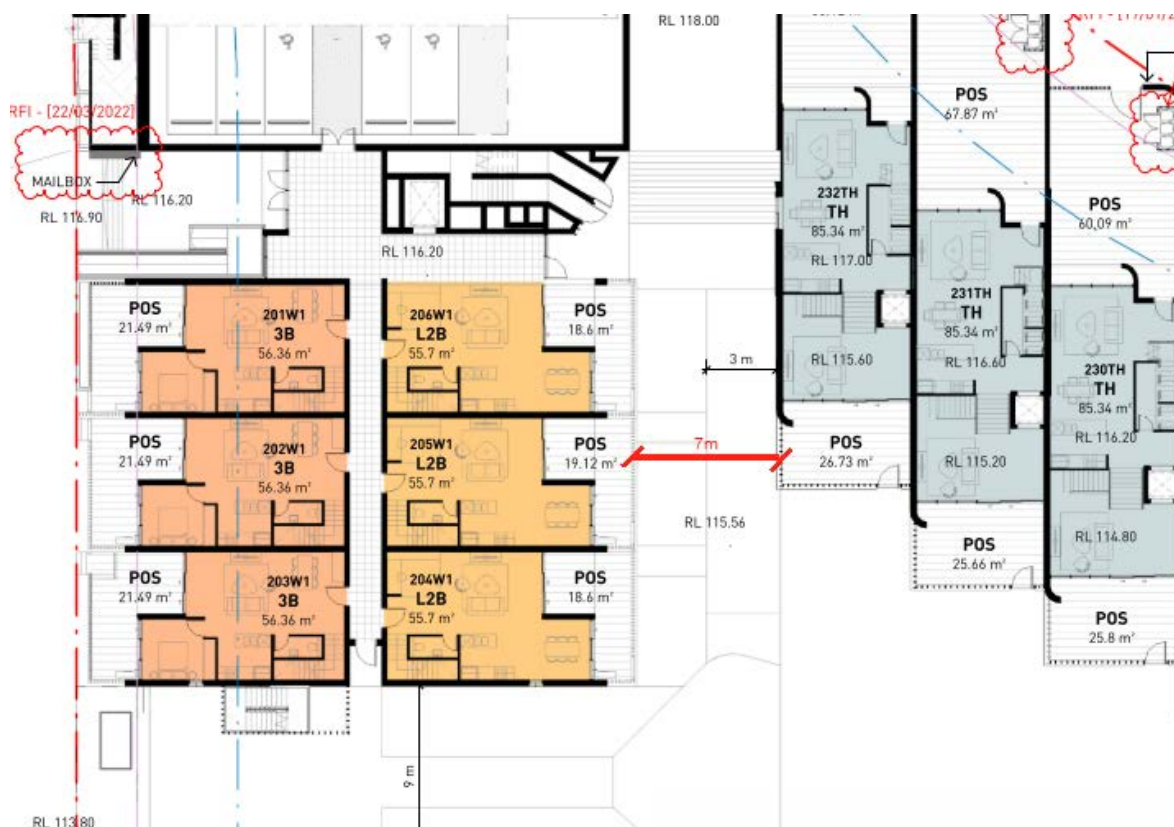 RL 118.00
RFI - [22/03/2022]
MAILBOX
RL 116.20
RL 116.90
RL 116.20
POS
21.49 m²
201W1
3B
56.36 m²
206W1
L2B
55.7 m²
POS
18.6 m²
POS
21.49 m²
202W1
3B
56.36 m²
205W1
L2B
55.7 m²
POS
19.12 m²
POS
21.49 m²
203W1
3B
56.36 m²
204W1
L2B
55.7 m²
POS
18.6 m²
3 m
7m
RL 115.56
9 m
RL 113.80
POS
67.87 m²
POS
60.09 m²
232TH
TH
85.34 m²
RL 117.00
RL 115.60
POS
26.73 m²
231TH
TH
85.34 m²
RL 116.60
RL 115.20
POS
25.66 m²
230TH
TH
85.34 m²
RL 116.20
RL 114.80
POS
25.8 m²